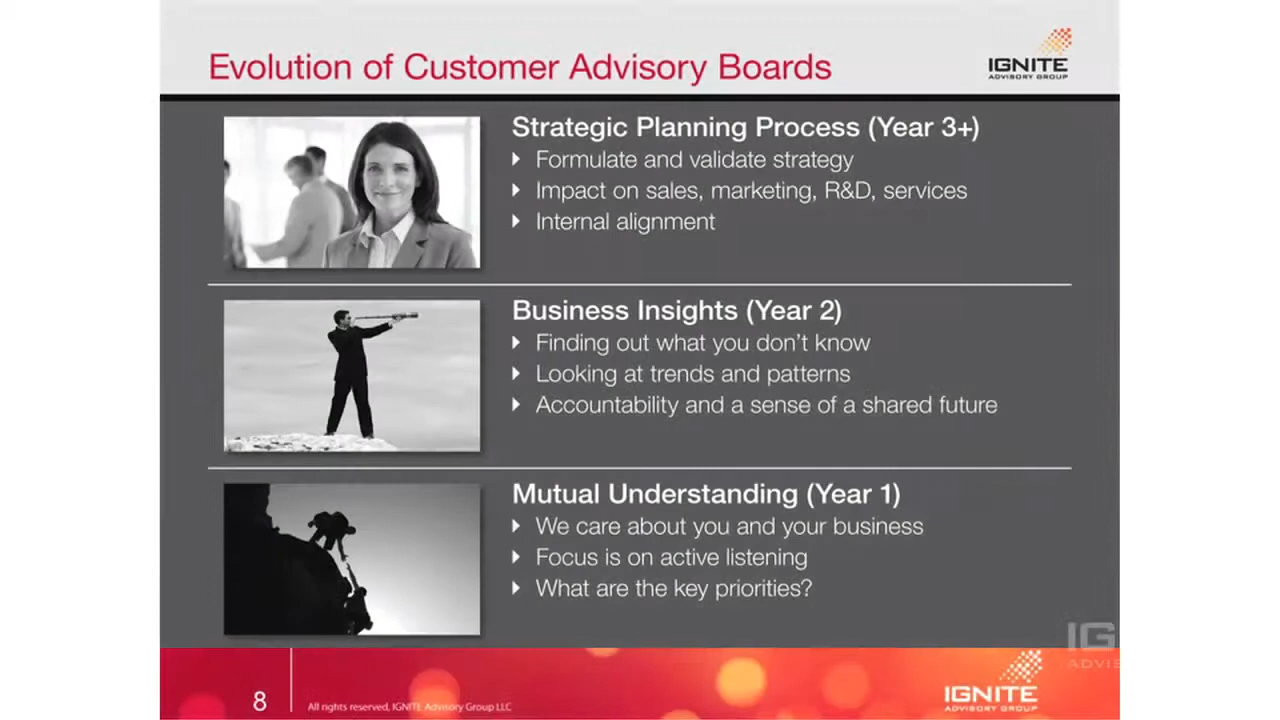 Evolution of Customer Advisory Boards
IGNITE
ADVISORY GROUP
Strategic Planning Process (Year 3+)
Formulate and validate strategy
Impact on sales, marketing, R&D, services
Internal alignment
Business Insights (Year 2)
Finding out what you don’t know
Looking at trends and patterns
Accountability and a sense of a shared future
Mutual Understanding (Year 1)
We care about you and your business
Focus is on active listening
What are the key priorities?
IG
ADVIS
8
All rights reserved, IGNITE Advisory Group LLC
IGNITE
ADVISORY GROUP